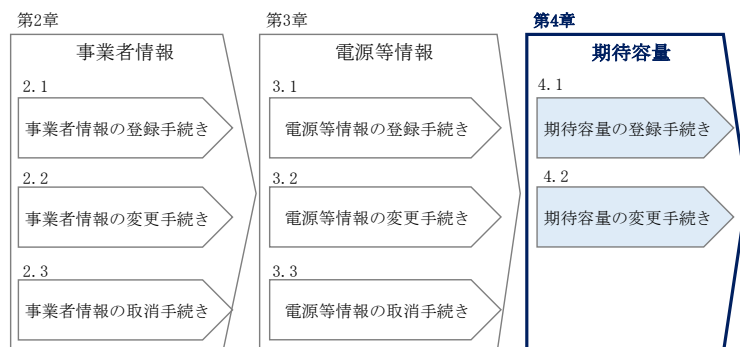 第2章
事業者情報
2.1
事業者情報の登録手続き
2.2
事業者情報の変更手続き
2.3
事業者情報の取消手続き
第3章
電源等情報
3.1
電源等情報の登録手続き
3.2
電源等情報の変更手続き
3.3
電源等情報の取消手続き
第4章
期待容量
4.1
期待容量の登録手続き
4.2
期待容量の変更手続き